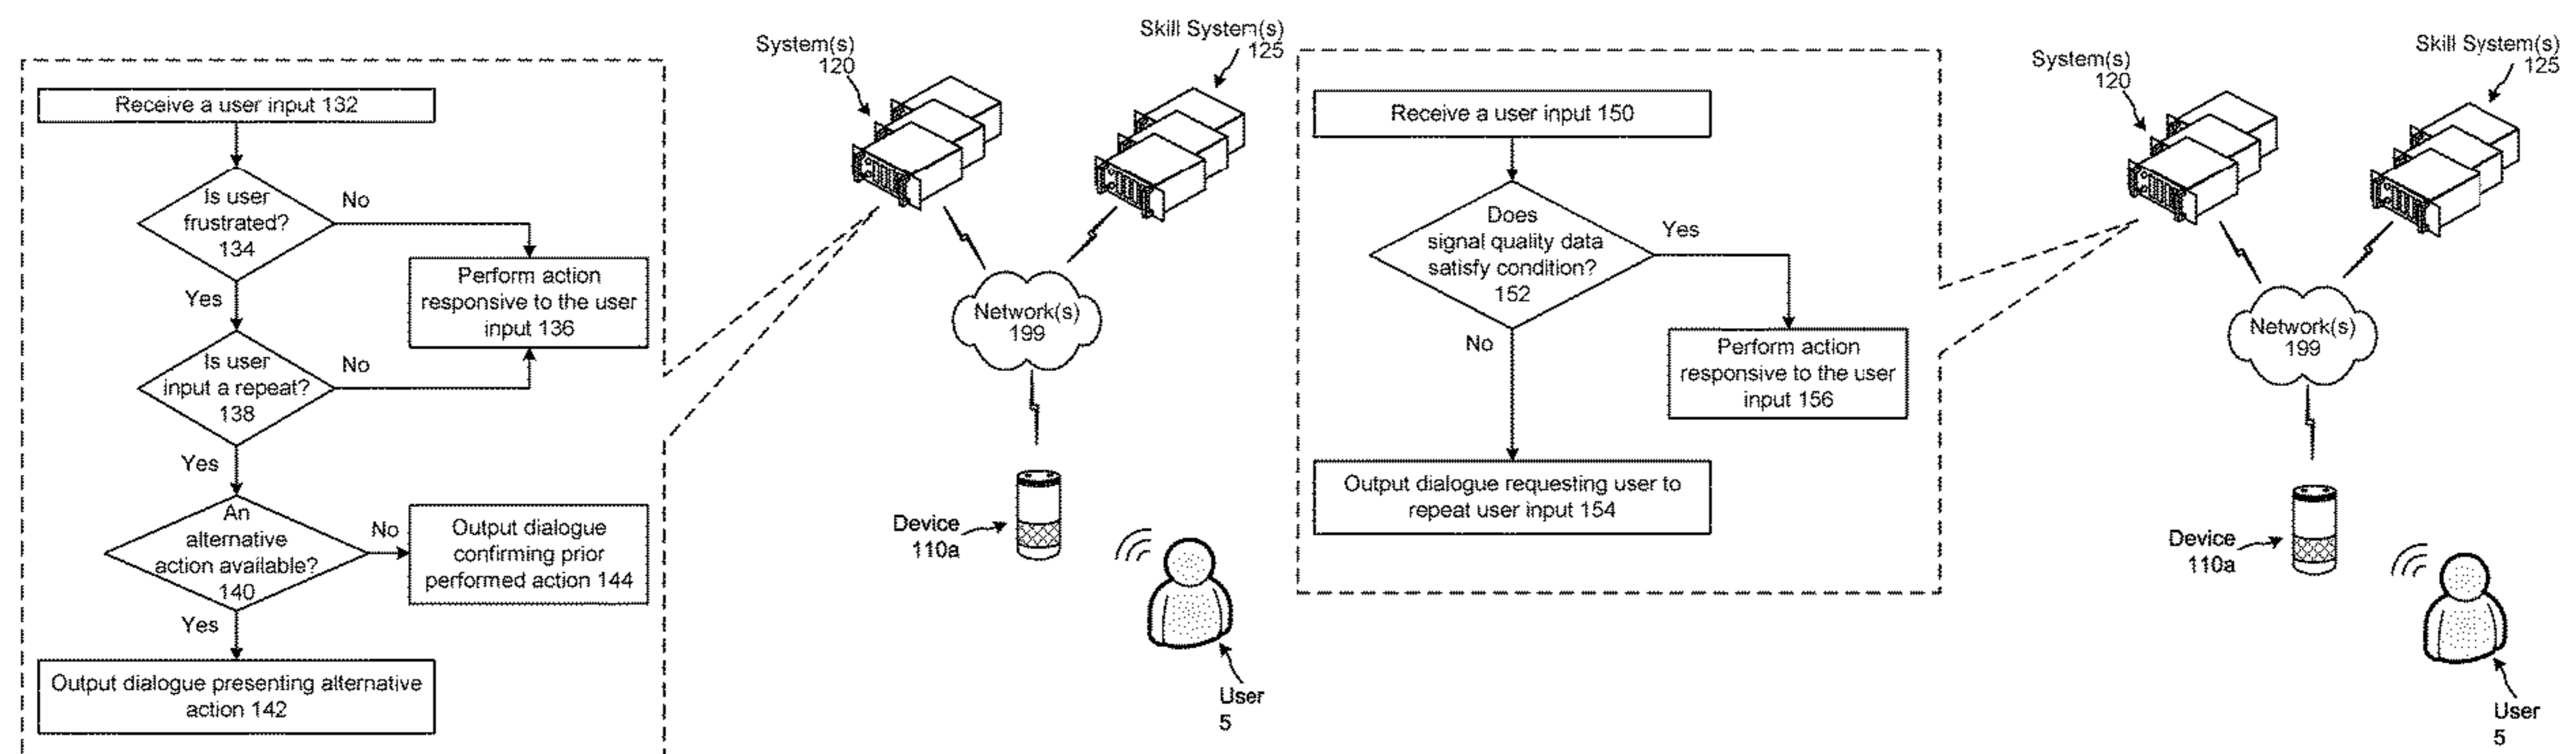 Receive a user input 132
Is user
frustrated?
134
No
Yes
Perform action
responsive to the user
input 136
Is user
input a repeat?
138
No
Yes
An
alternative
action available?
140
No
Output dialogue
confirming prior
performed action 144
Yes
Output dialogue presenting alternative
action 142
System(s)
120
Skill System(s)
125
Network(s)
199
Device
110a
User
5
Receive a user input 150
Does
signal quality data
satisfy condition?
152
Yes
No
Perform action
responsive to the user
input 156
Output dialogue requesting user to
repeat user input 154
System(s)
120
Skill System(s)
125
Network(s)
199
Device
110a
User
5